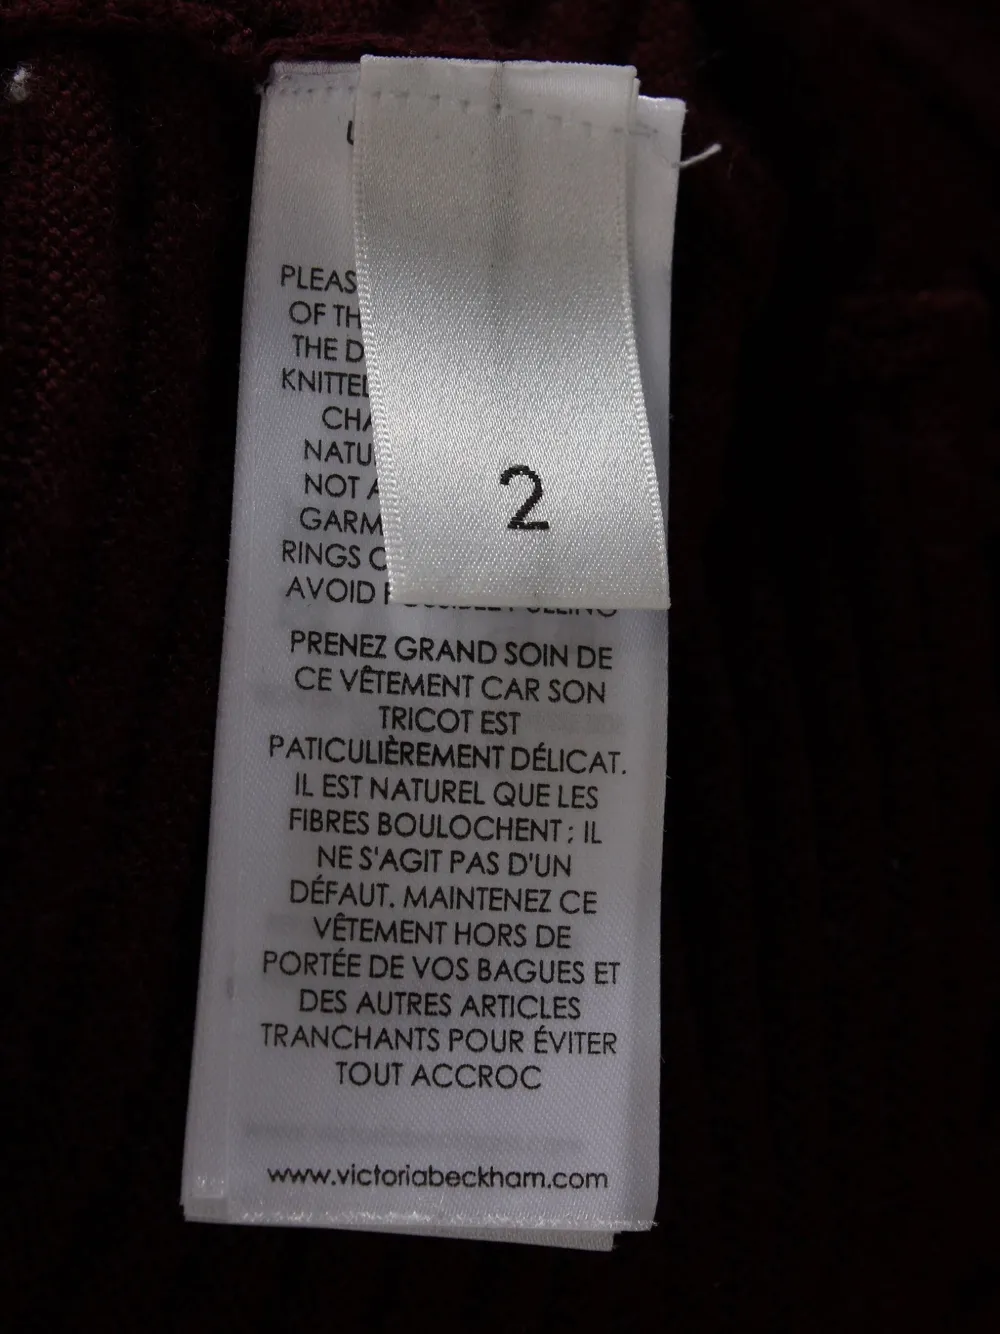 PLEAS
OF TH
THE D
KNITTED
CHA
NATU
NOT A
GARM
RINGS O
AVOID POSSIBLE PULLING
2
PRENEZ GRAND SOIN DE
CE VÊTEMENT CAR SON
TRICOT EST
PATICULIÈREMENT DÉLICAT.
IL EST NATUREL QUE LES
FIBRES BOULOCHENT ; IL
NE S'AGIT PAS D'UN
DÉFAUT. MAINTENEZ CE
VÊTEMENT HORS DE
PORTÉE DE VOS BAGUES ET
DES AUTRES ARTICLES
TRANCHANTS POUR ÉVITER
TOUT ACCROC
www.victoriabeckham.com